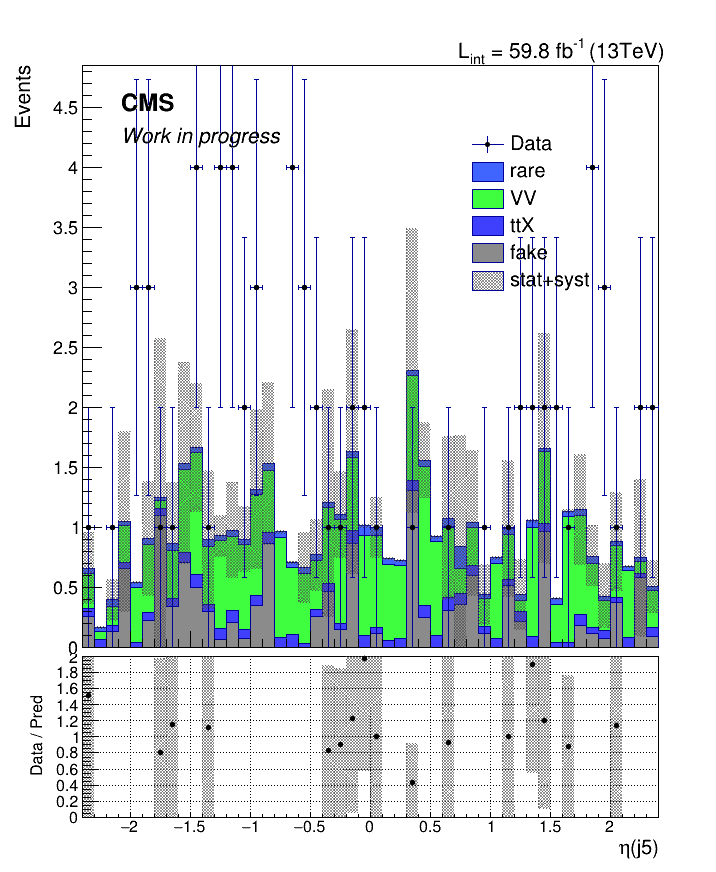 L_int = 59.8 fb^-1 (13TeV)
Events
CMS
Work in progress
Data
rare
VV
ttX
fake
stat+syst
4.5
4
3.5
3
2.5
2
1.5
1
0.5
0
Data / Pred
2
1.8
1.6
1.4
1.2
1
0.8
0.6
0.4
0.2
0
−2 −1.5 −1 −0.5 0 0.5 1 1.5 2
η(j5)